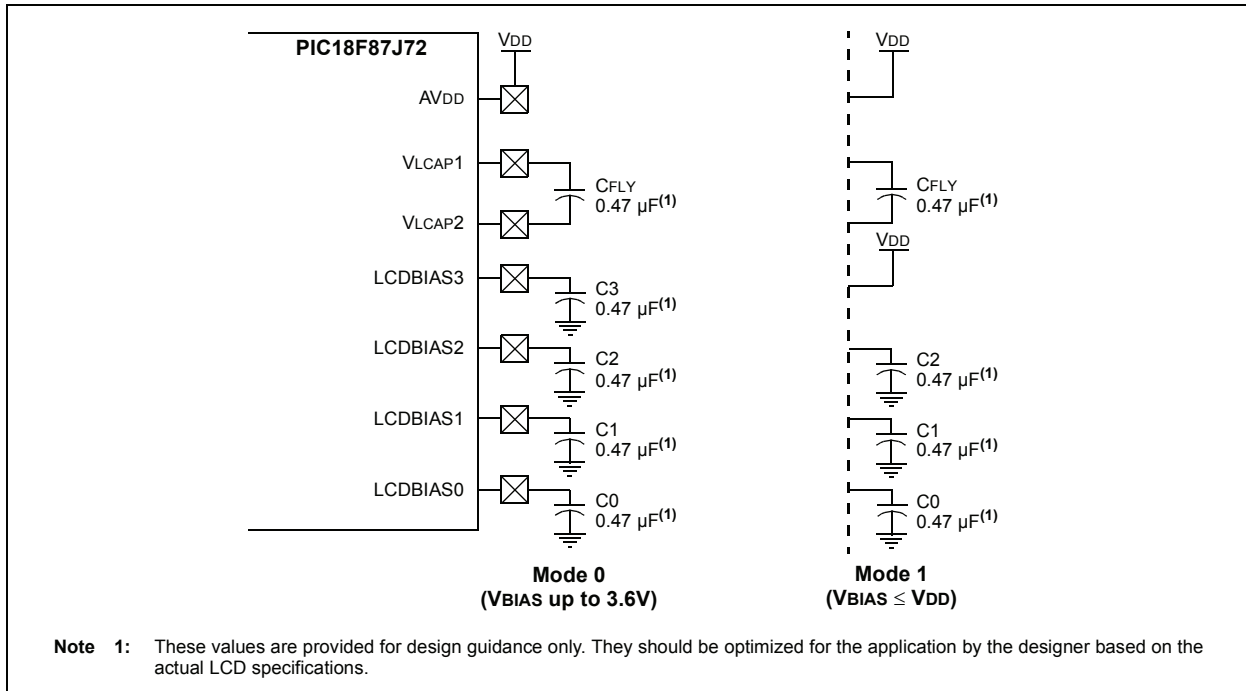 PIC18F87J72
VDD
VDD
AVDD
VLCAP1
CFLY
0.47 µF(1)
CFLY
0.47 µF(1)
VLCAP2
VDD
LCDBIAS3
C3
0.47 µF(1)
LCDBIAS2
C2
0.47 µF(1)
C2
0.47 µF(1)
LCDBIAS1
C1
0.47 µF(1)
C1
0.47 µF(1)
LCDBIAS0
C0
0.47 µF(1)
C0
0.47 µF(1)
Mode 0
(VBIAS up to 3.6V)
Mode 1
(VBIAS ≤ VDD)
Note 1: These values are provided for design guidance only. They should be optimized for the application by the designer based on the
actual LCD specifications.